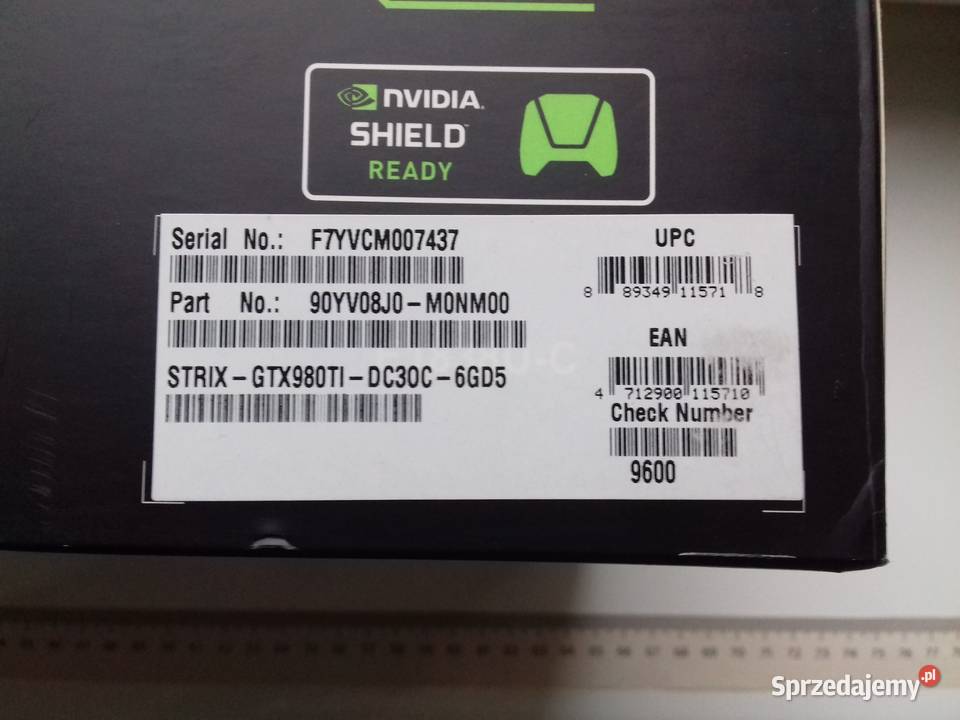 NVIDIA.
SHIELD™
READY
Serial No.: F7YVCM007437
Part No.: 90YV08J0-M0NM00
STRIX-GTX980TI-DC3OC-6GD5
UPC
8 89349 11571 8
EAN
4 712900 115710
Check Number
9600
Sprzedajemy.pl